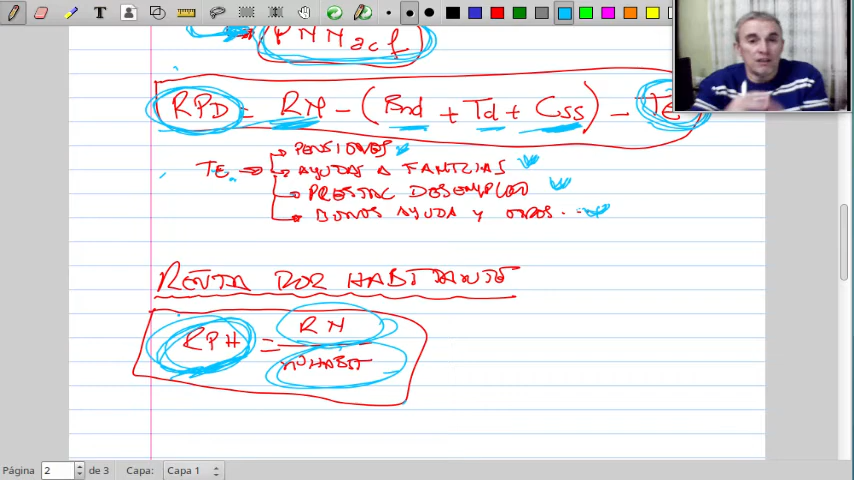 PNNacf
RPD = RN - (Bnd + Td + Css) - TE
TE → PENSIONES
AYUDAS A FAMILIAS
PRESTAC DESEMPLEO
BONOS AYUDA Y OTROS...
RENTA POR HABITANTE
RPH = RN
Nº HABIT
Página 2 de 3 Capa: Capa 1